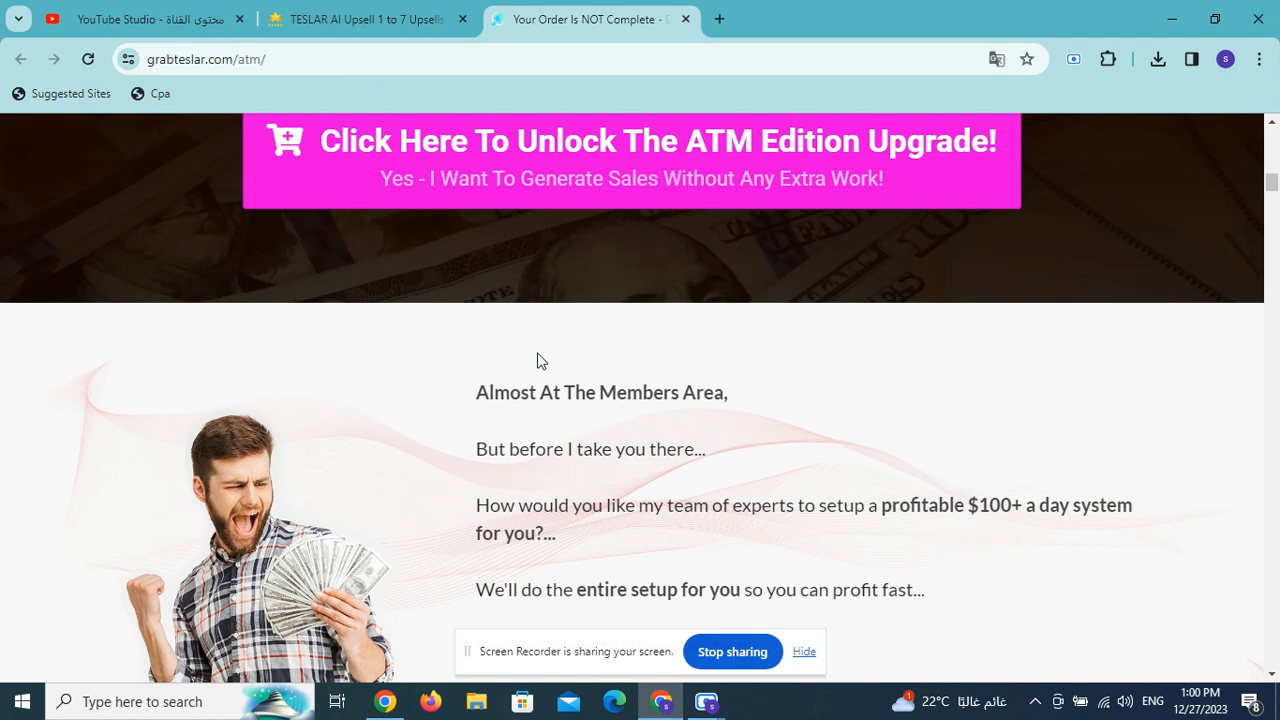 YouTube Studio - محتوى القناة
TESLAR AI Upsell 1 to 7 Upsells
Your Order Is NOT Complete -
grabteslar.com/atm/
s
Suggested Sites
Cpa
Click Here To Unlock The ATM Edition Upgrade!
Yes - I Want To Generate Sales Without Any Extra Work!
Almost At The Members Area,
But before I take you there...
How would you like my team of experts to setup a profitable $100+ a day system
for you?...
We'll do the entire setup for you so you can profit fast...
Screen Recorder is sharing your screen.
Stop sharing
Hide
Type here to search
22°C غائم غالبًا
ENG
1:00 PM
12/27/2023
8